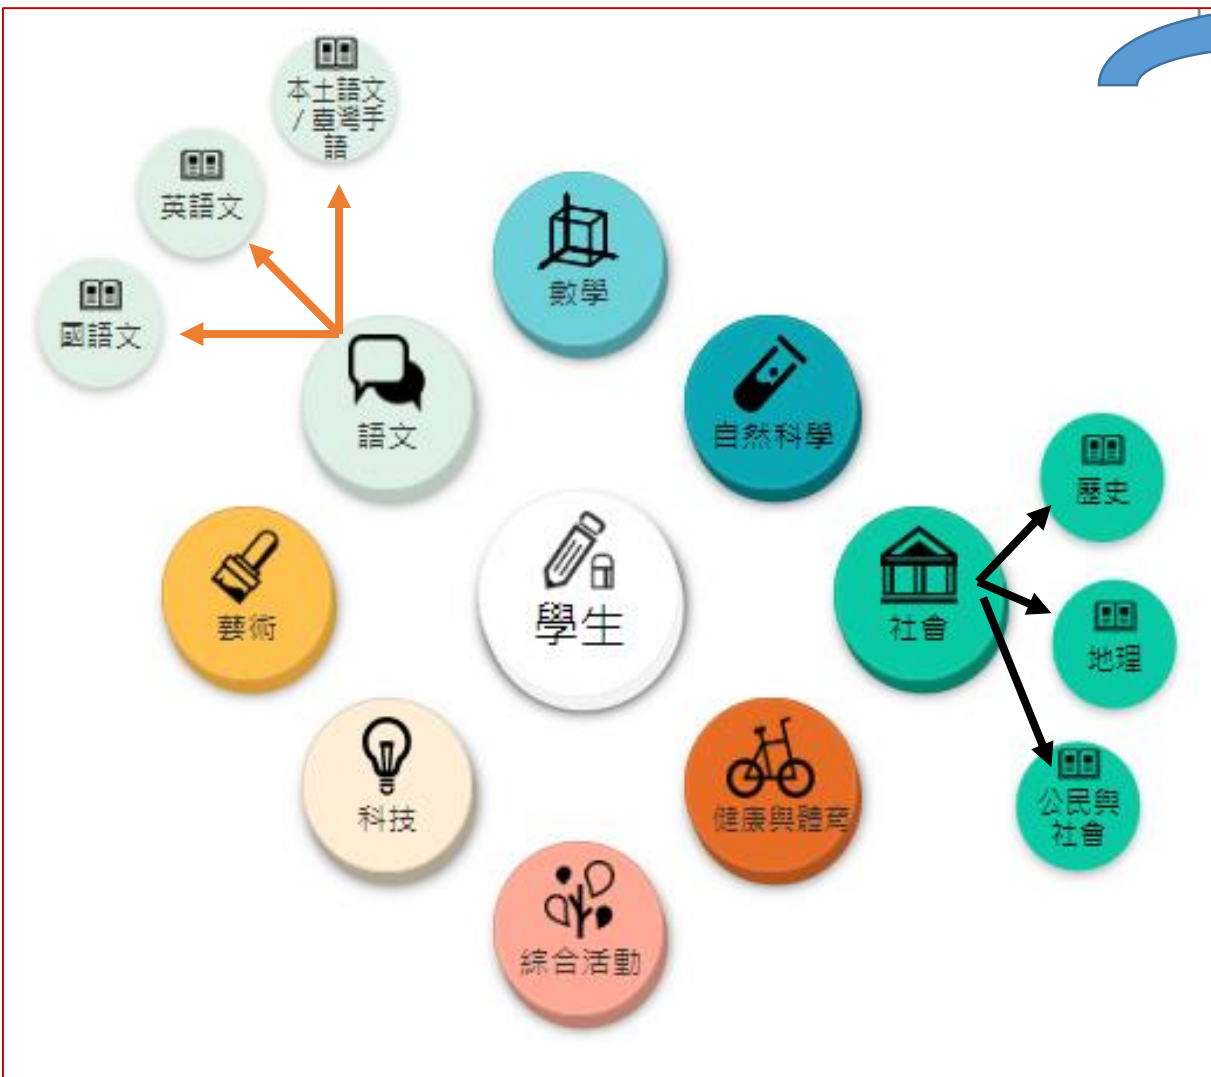 本土語文
/ 臺灣手
語
英語文
國語文
數學
語文
自然科學
歷史
藝術
學生
社會
地理
科技
健康與體育
公民與
社會
綜合活動